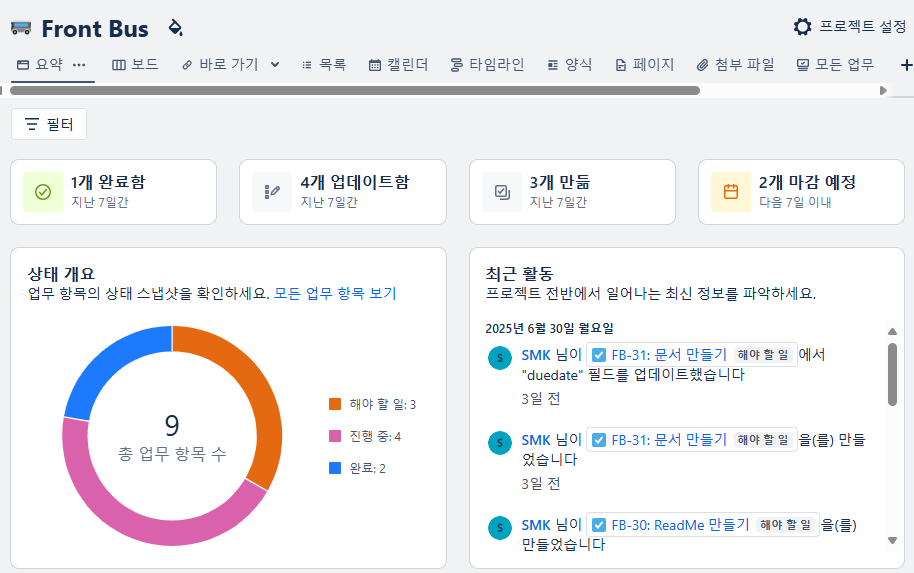 Front Bus
프로젝트 설정
요약 ··· 보드 바로 가기 목록 캘린더 타임라인 양식 페이지 첨부 파일 모든 업무 +
필터
1개 완료함
지난 7일간
4개 업데이트함
지난 7일간
3개 만듦
지난 7일간
2개 마감 예정
다음 7일 이내
상태 개요
업무 항목의 상태 스냅샷을 확인하세요. 모든 업무 항목 보기
9
총 업무 항목 수
해야 할 일: 3
진행 중: 4
완료: 2
최근 활동
프로젝트 전반에서 일어나는 최신 정보를 파악하세요.
2025년 6월 30일 월요일
S
SMK 님이 FB-31: 문서 만들기 해야 할 일 에서
"duedate" 필드를 업데이트했습니다
3일 전
S
SMK 님이 FB-31: 문서 만들기 해야 할 일 을(를) 만들
었습니다
3일 전
S
SMK 님이 FB-30: ReadMe 만들기 해야 할 일 을(를)
만들었습니다